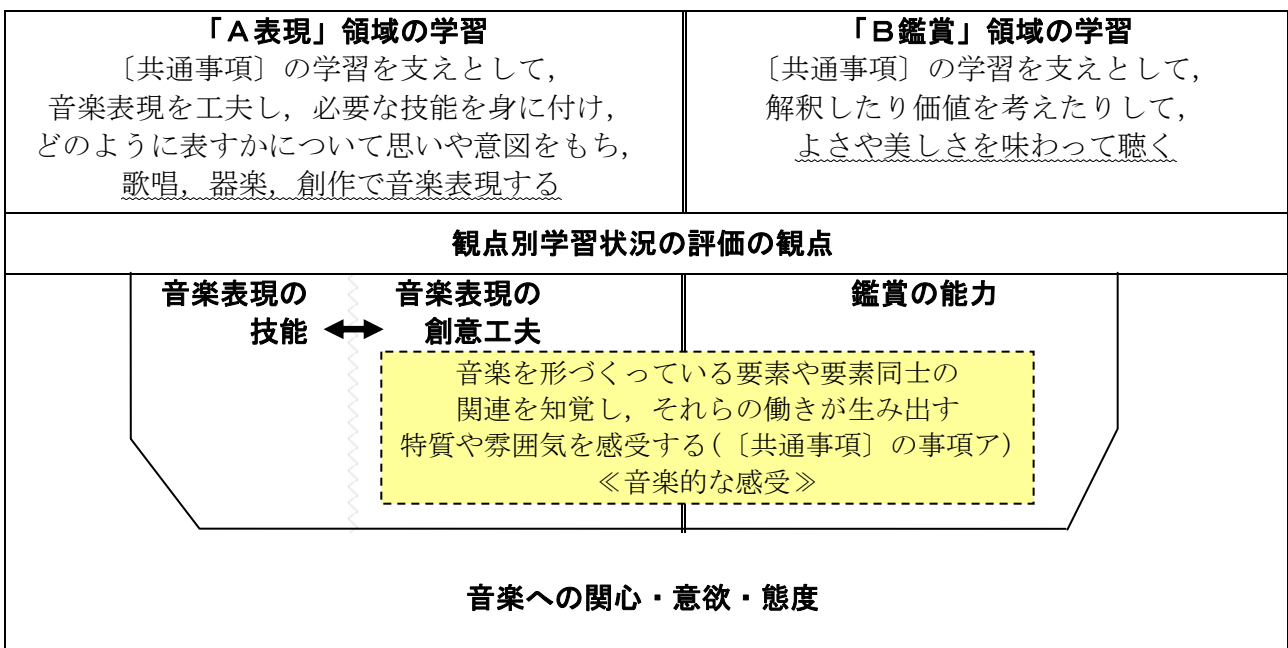 「A表現」領域の学習
〔共通事項〕の学習を支えとして，
音楽表現を工夫し，必要な技能を身に付け，
どのように表すかについて思いや意図をもち，
歌唱，器楽，創作で音楽表現する
「B鑑賞」領域の学習
〔共通事項〕の学習を支えとして，
解釈したり価値を考えたりして，
よさや美しさを味わって聴く
観点別学習状況の評価の観点
音楽表現の
技能
音楽表現の
創意工夫
鑑賞の能力
音楽を形づくっている要素や要素同士の
関連を知覚し，それらの働きが生み出す
特質や雰囲気を感受する(〔共通事項〕の事項ア)
≪音楽的な感受≫
音楽への関心・意欲・態度